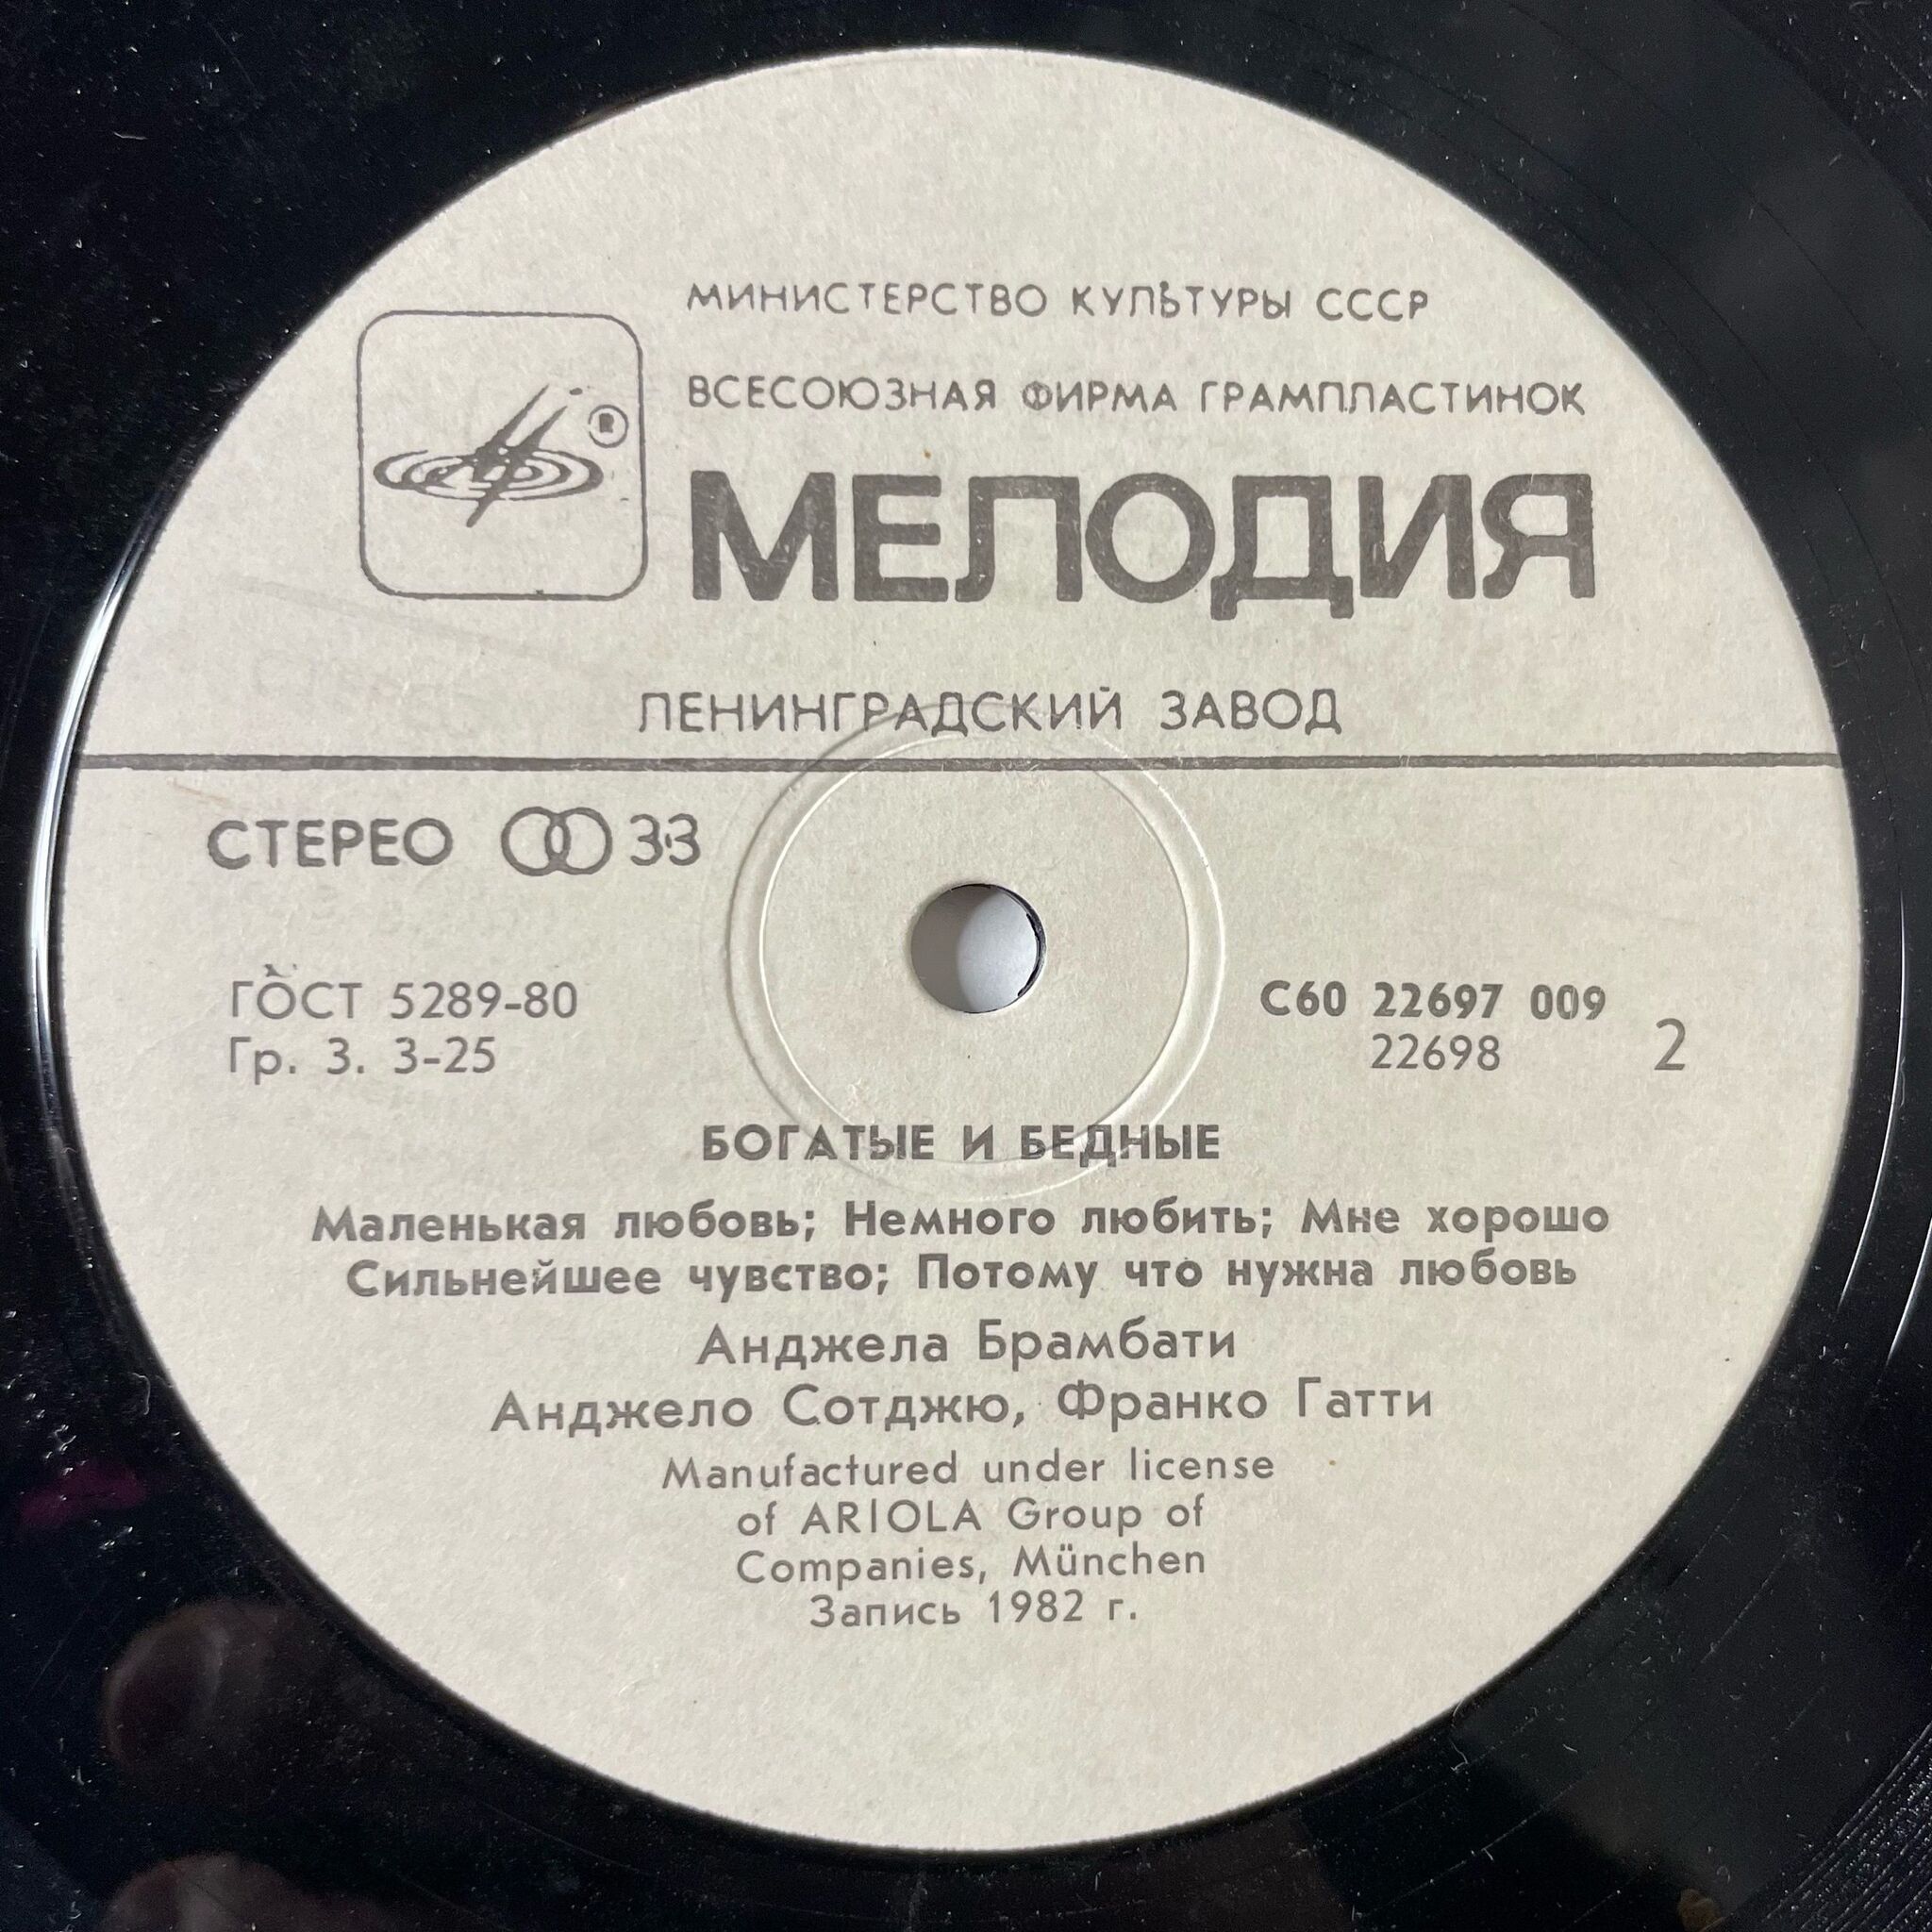 МИНИСТЕРСТВО КУЛЬТУРЫ СССР
ВСЕСОЮЗНАЯ ФИРМА ГРАМПЛАСТИНОК
®
МЕЛОДИЯ
ЛЕНИНГРАДСКИЙ ЗАВОД
СТЕРЕО 33
ГОСТ 5289-80
Гр. 3. 3-25
С60 22697 009
22698 2
БОГАТЫЕ И БЕДНЫЕ
Маленькая любовь; Немного любить; Мне хорошо
Сильнейшее чувство; Потому что нужна любовь
Анджела Брамбати
Анджело Сотджю, Франко Гатти
Manufactured under license
of ARIOLA Group of
Companies, München
Запись 1982 г.